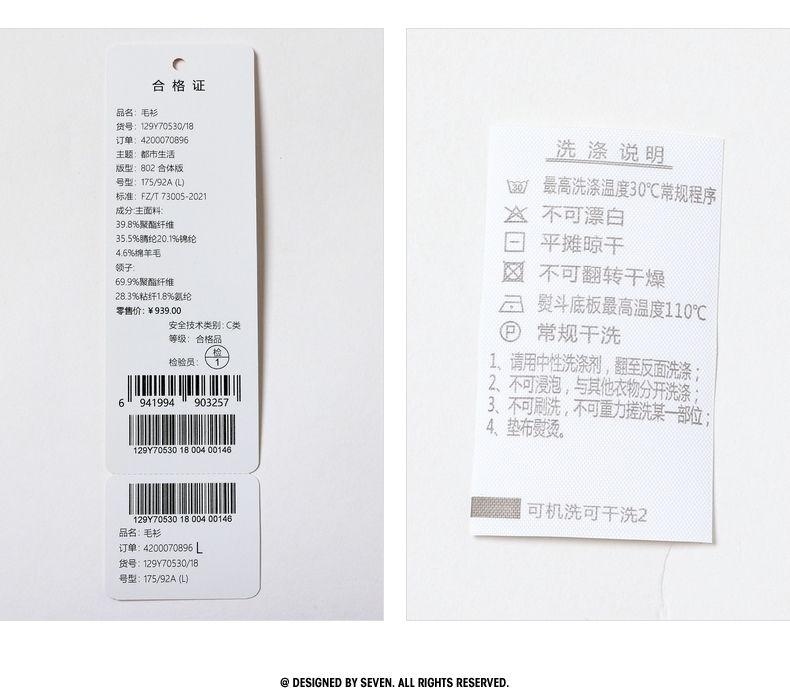 合格证
品名: 毛衫
货号: 129Y70530/18
订单: 4200070896
主题: 都市生活
版型: 802 合体版
号型: 175/92A (L)
标准: FZ/T 73005-2021
成分:主面料:
39.8%聚酯纤维
35.5%腈纶20.1%锦纶
4.6%绵羊毛
领子:
69.9%聚酯纤维
28.3%粘纤1.8%氨纶
零售价: ¥939.00
安全技术类别: C类
等级: 合格品
检验员: 检 1
6 941994 903257
129Y70530 18 004 00146
129Y70530 18 004 00146
品名: 毛衫
订单: 4200070896 L
货号: 129Y70530/18
号型: 175/92A (L)
洗涤说明
30 最高洗涤温度30℃常规程序
不可漂白
平摊晾干
不可翻转干燥
熨斗底板最高温度110℃
P 常规干洗
1、请用中性洗涤剂，翻至反面洗涤；
2、不可浸泡，与其他衣物分开洗涤；
3、不可刷洗，不可重力搓洗某一部位；
4、垫布熨烫。
可机洗可干洗2
@ DESIGNED BY SEVEN. ALL RIGHTS RESERVED.